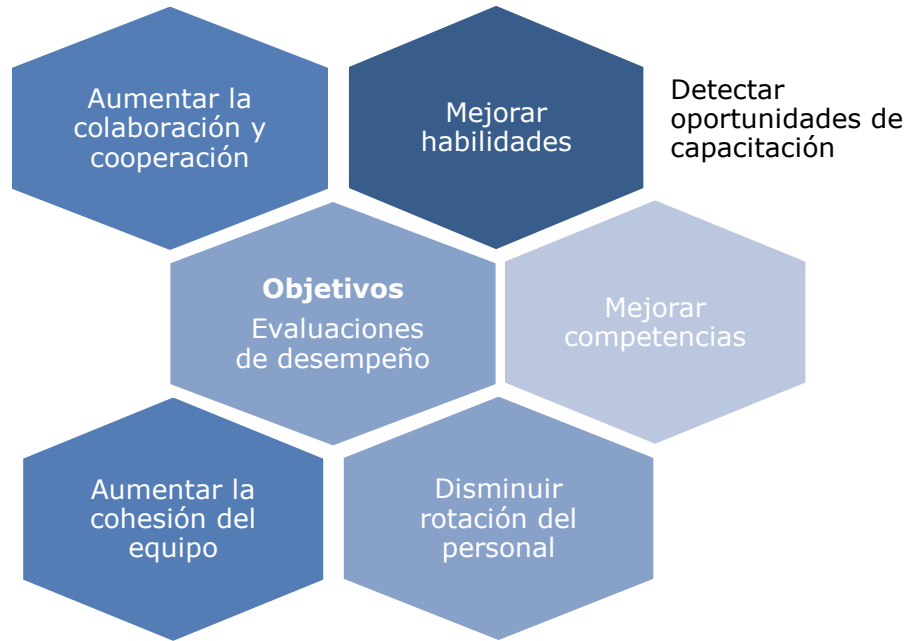 Aumentar la
colaboración y
cooperación
Mejorar
habilidades
Detectar
oportunidades de
capacitación
Objetivos
Evaluaciones
de desempeño
Mejorar
competencias
Aumentar la
cohesión del
equipo
Disminuir
rotación del
personal